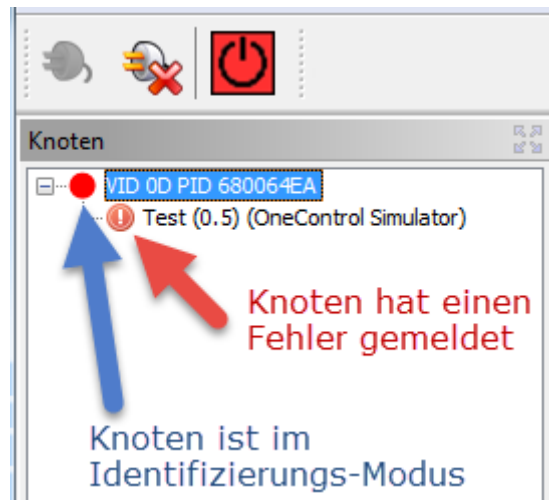 Knoten
VID 0D PID 680064EA
Test (0.5) (OneControl Simulator)
Knoten hat einen
Fehler gemeldet
Knoten ist im
Identifizierungs-Modus